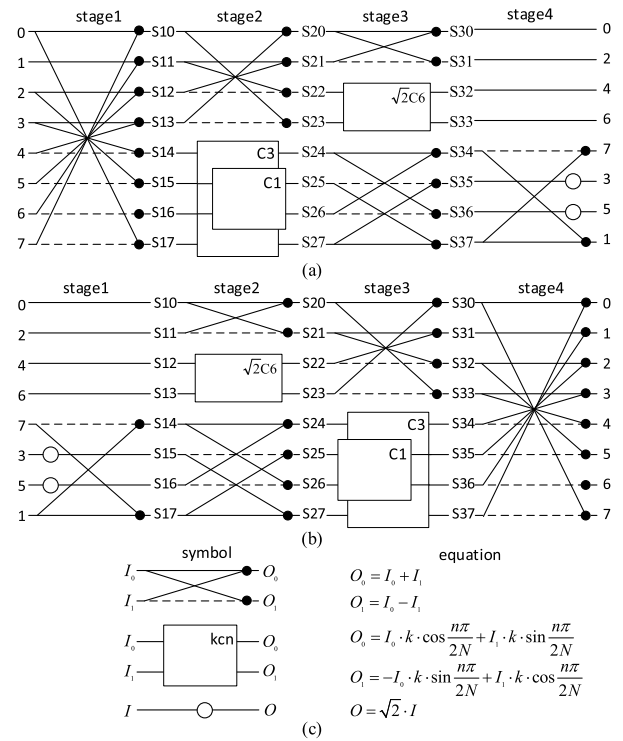 stage1 stage2 stage3 stage4
0 S10 S20 S30 0
1 S11 S21 S31 2
2 S12 S22 √2C6 S32 4
3 S13 S23 S33 6
4 S14 C3 S24 S34 7
5 S15 C1 S25 S35 3
6 S16 S26 S36 5
7 S17 S27 S37 1
(a)
stage1 stage2 stage3 stage4
0 S10 S20 S30 0
2 S11 S21 S31 1
4 S12 √2C6 S22 S32 2
6 S13 S23 S33 3
7 S14 S24 C3 S34 4
3 S15 S25 C1 S35 5
5 S16 S26 S36 6
1 S17 S27 S37 7
(b)
symbol equation
I₀ O₀ O₀ = I₀ + I₁
I₁ O₁ O₁ = I₀ − I₁
I₀ kcn O₀ O₀ = I₀ · k · cos nπ/2N + I₁ · k · sin nπ/2N
I₁ O₁ O₁ = −I₀ · k · sin nπ/2N + I₁ · k · cos nπ/2N
I O O = √2 · I
(c)